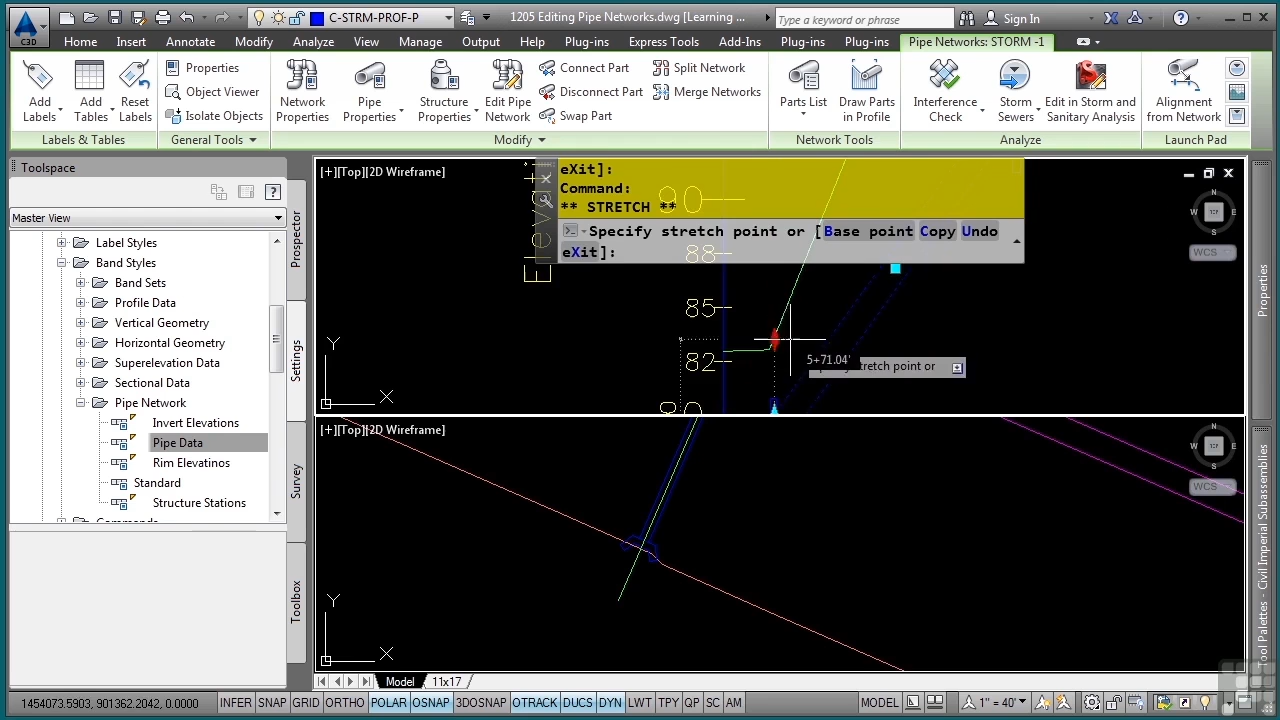 C-STRM-PROF-P
1205 Editing Pipe Networks.dwg [Learning ...
Type a keyword or phrase
Sign In
C3D
Home Insert Annotate Modify Analyze View Manage Output Help Plug-ins Express Tools Add-Ins Plug-ins Plug-ins Pipe Networks: STORM -1
Add Labels
Add Tables
Reset Labels
Properties
Object Viewer
Isolate Objects
Network Properties
Pipe Properties
Structure Properties
Edit Pipe Network
Connect Part
Disconnect Part
Swap Part
Split Network
Merge Networks
Parts List
Draw Parts in Profile
Interference Check
Storm Sewers
Edit in Storm and Sanitary Analysis
Alignment from Network
Labels & Tables General Tools Modify Network Tools Analyze Launch Pad
Toolspace
Master View
Label Styles
Band Styles
Band Sets
Profile Data
Vertical Geometry
Horizontal Geometry
Superelevation Data
Sectional Data
Pipe Network
Invert Elevations
Pipe Data
Rim Elevatinos
Standard
Structure Stations
Prospector
Settings
Survey
Toolbox
[+][Top][2D Wireframe]
eXit]:
Command:
** STRETCH **
Specify stretch point or [Base point Copy Undo
eXit]:
90
88
85
82
80
5+71.04'
stretch point or
Y
X
N
W
TOP
E
S
WCS
[+][Top][2D Wireframe]
Y
X
N
W
TOP
E
S
WCS
Properties
Tool Palettes - Civil Imperial Subassemblies
Model 11x17
1454073.5903, 901362.2042, 0.0000
INFER SNAP GRID ORTHO POLAR OSNAP 3DOSNAP OTRACK DUCS DYN LWT TPY QP SC AM
MODEL
1" = 40'